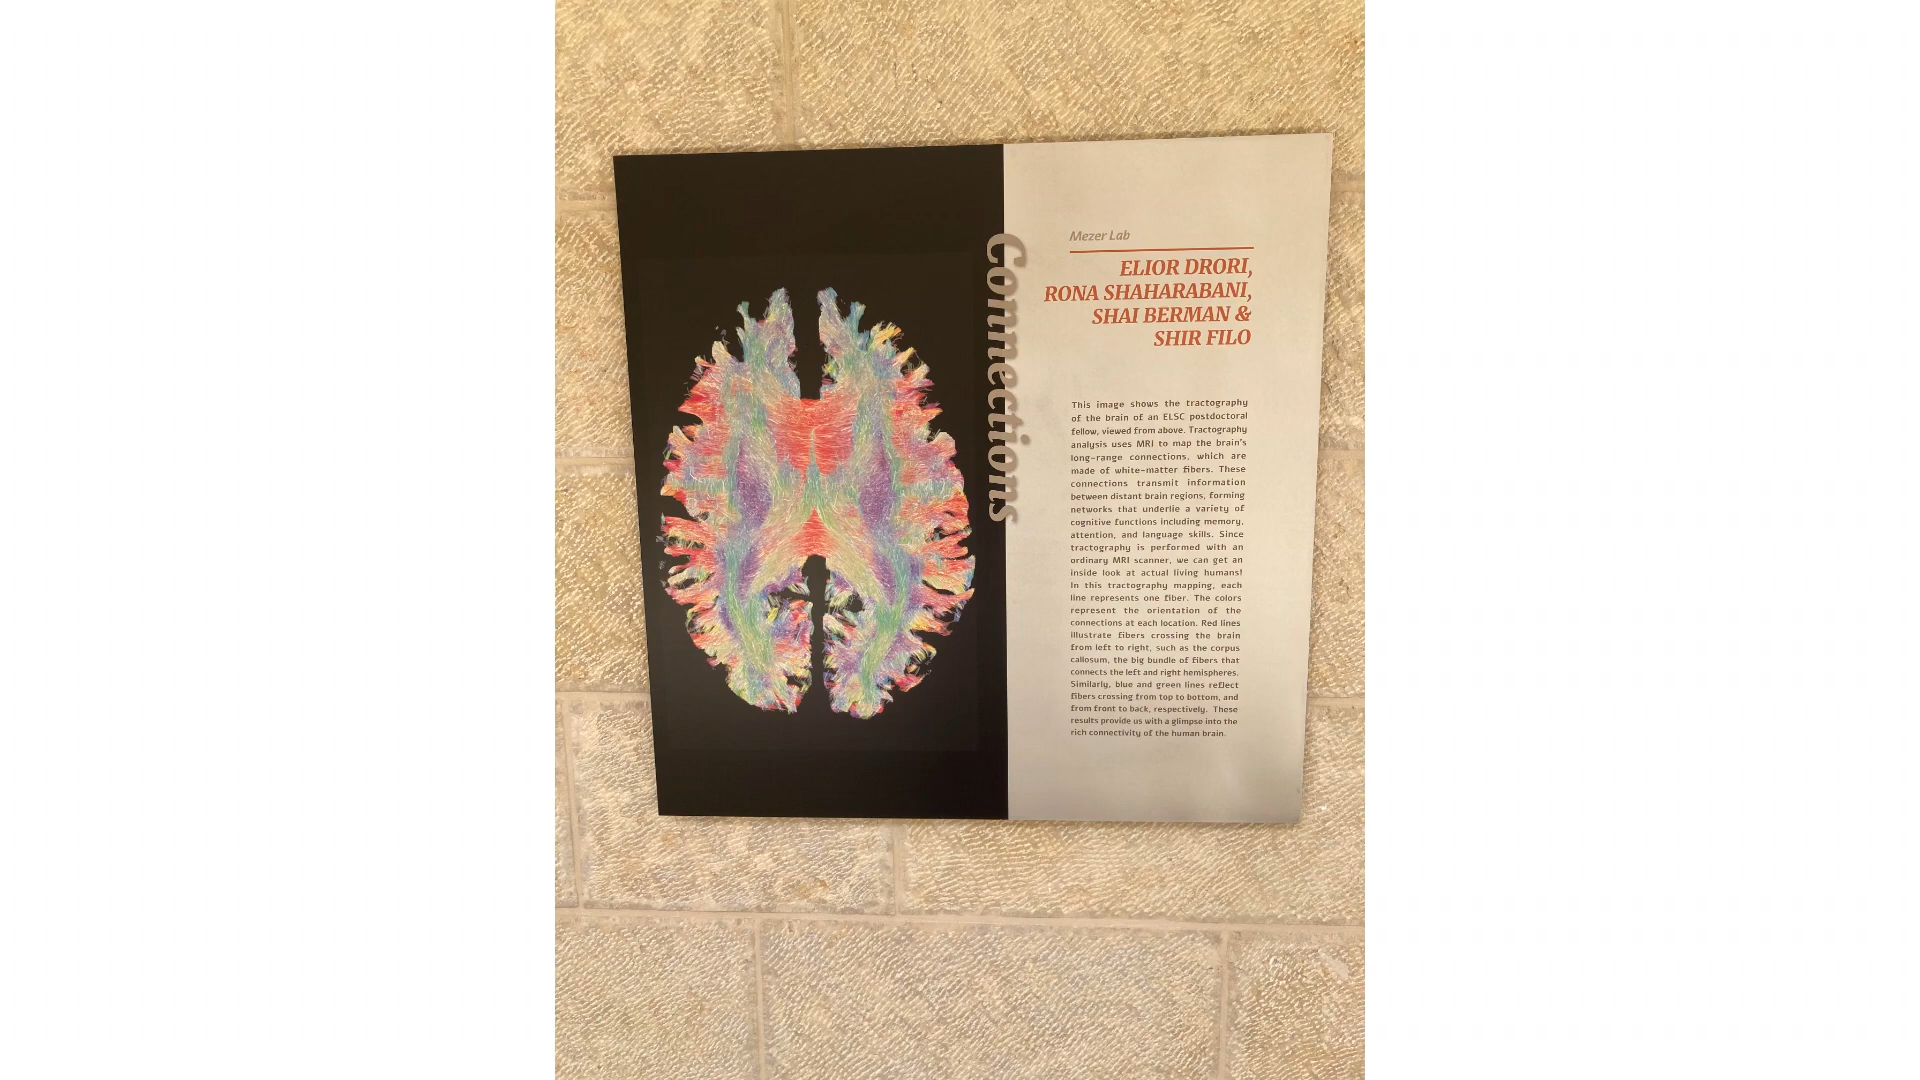 Connections
Mezer Lab
ELIOR DRORI,
RONA SHAHARABANI,
SHAI BERMAN &
SHIR FILO
This image shows the tractography
of the brain of an ELSC postdoctoral
fellow, viewed from above. Tractography
analysis uses MRI to map the brain's
long-range connections, which are
made of white-matter fibers. These
connections transmit information
between distant brain regions, forming
networks that underlie a variety of
cognitive functions including memory,
attention, and language skills. Since
tractography is performed with an
ordinary MRI scanner, we can get an
inside look at actual living humans!
In this tractography mapping, each
line represents one fiber. The colors
represent the orientation of the
connections at each location. Red lines
illustrate fibers crossing the brain
from left to right, such as the corpus
callosum, the big bundle of fibers that
connects the left and right hemispheres.
Similarly, blue and green lines reflect
fibers crossing from top to bottom, and
from front to back, respectively. These
results provide us with a glimpse into the
rich connectivity of the human brain.